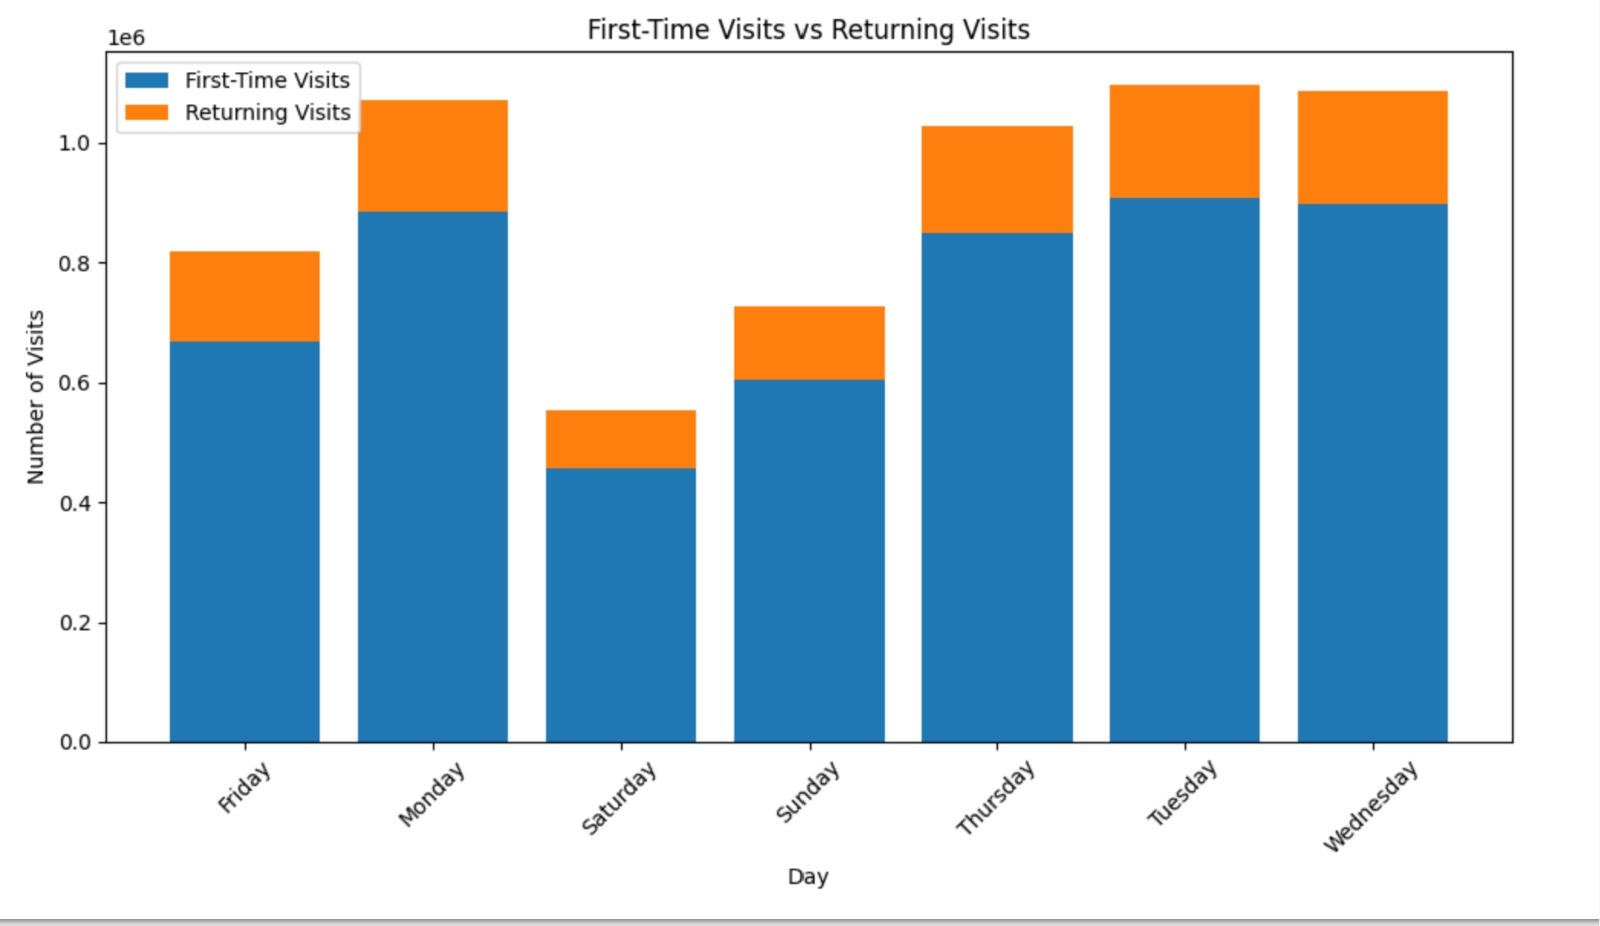 First-Time Visits vs Returning Visits
1e6
First-Time Visits
Returning Visits
1.0
0.8
0.6
0.4
0.2
0.0
Number of Visits
Friday
Monday
Saturday
Sunday
Thursday
Tuesday
Wednesday
Day